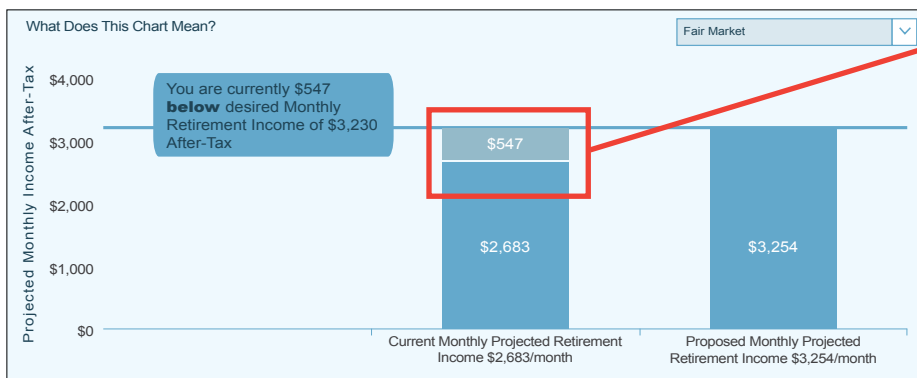 What Does This Chart Mean?
Fair Market
Projected Monthly Income After-Tax
$4,000
$3,000
$2,000
$1,000
$0
You are currently $547
below desired Monthly
Retirement Income of $3,230
After-Tax
$547
$2,683
$3,254
Current Monthly Projected Retirement
Income $2,683/month
Proposed Monthly Projected
Retirement Income $3,254/month